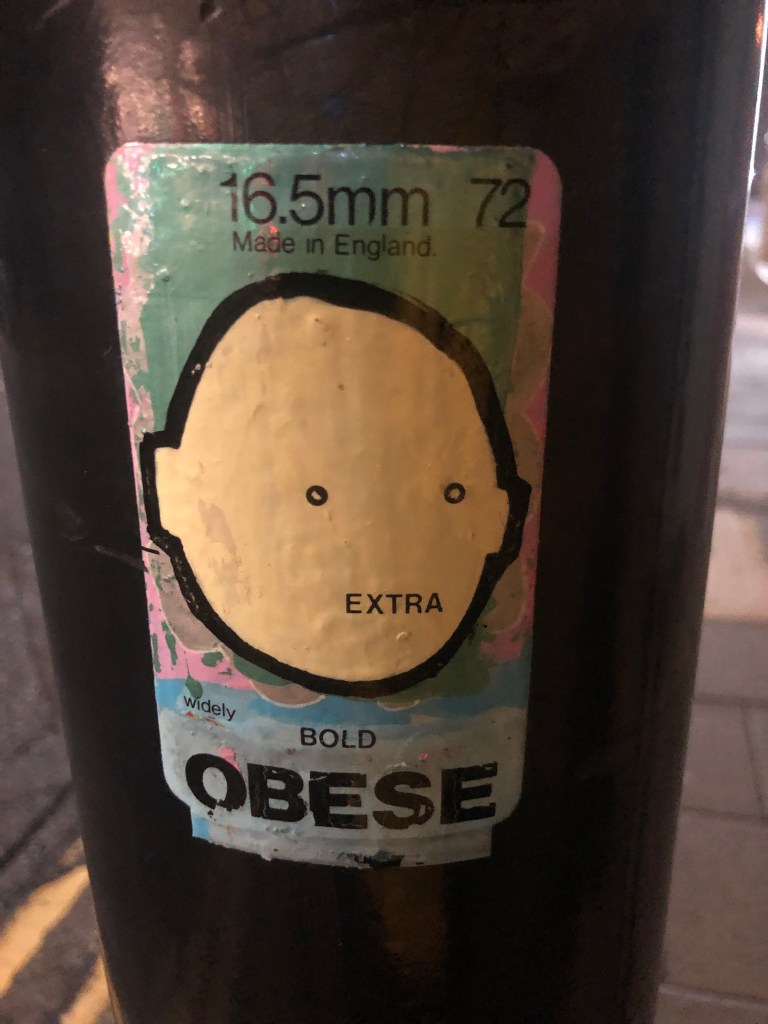 16.5mm 72
Made in England.
EXTRA
widely
BOLD
OBESE